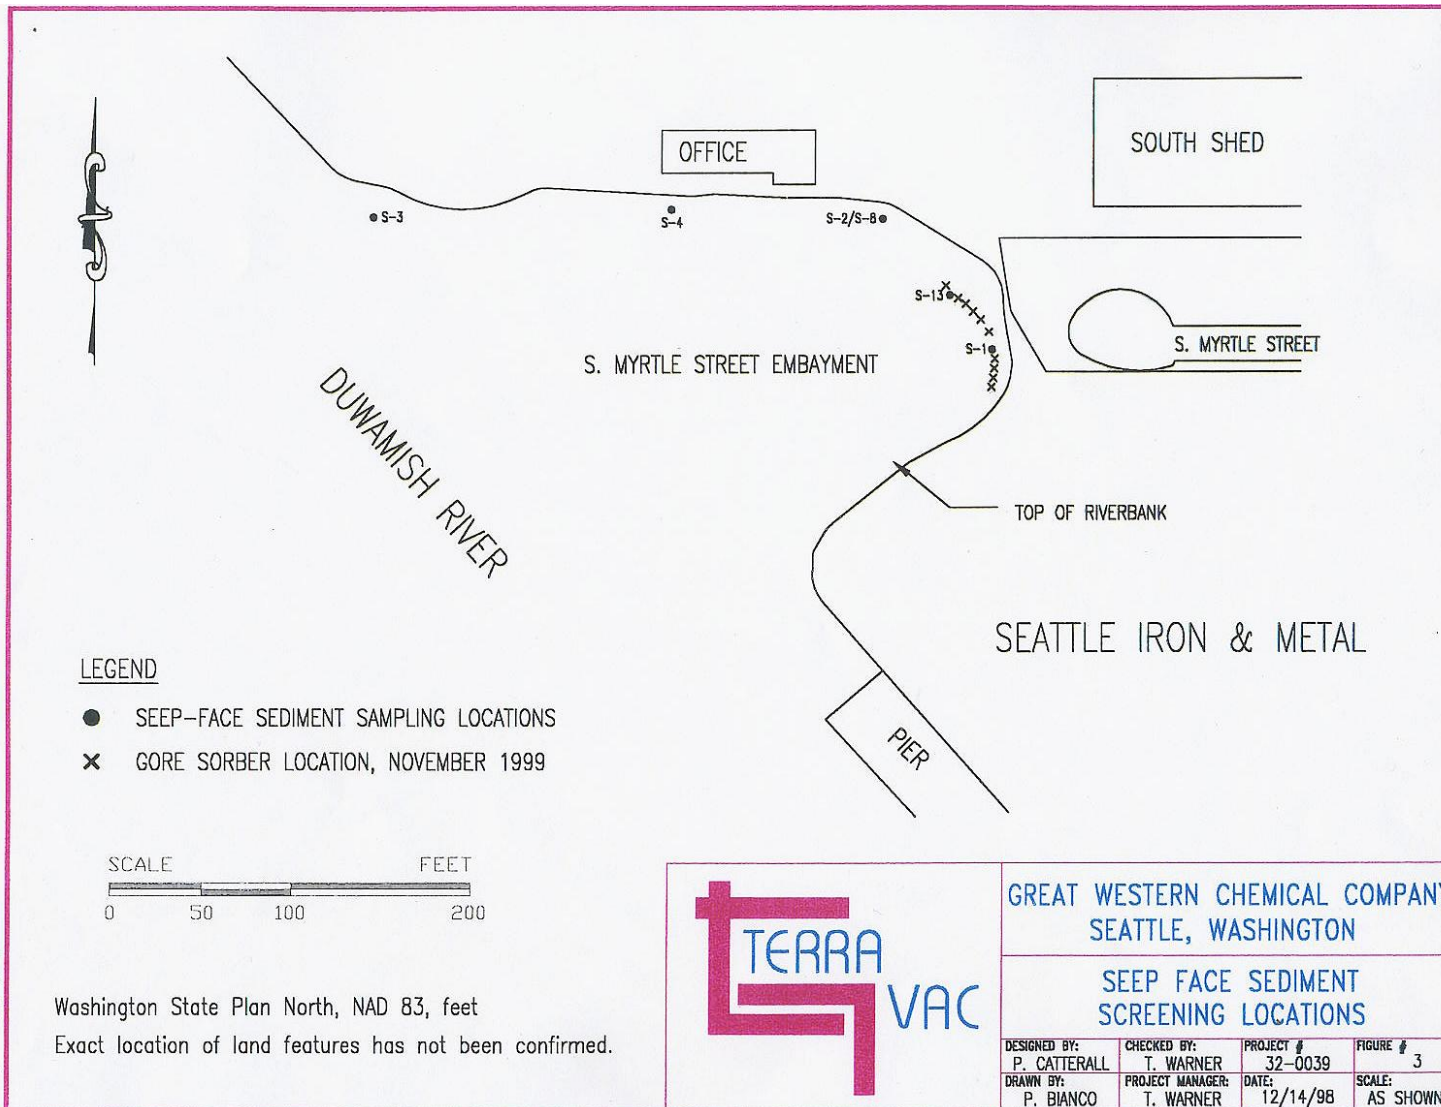 OFFICE
SOUTH SHED
S-3
S-4
S-2/S-8
S-13
S-1
S. MYRTLE STREET
S. MYRTLE STREET EMBAYMENT
DUWAMISH RIVER
TOP OF RIVERBANK
SEATTLE IRON & METAL
PIER
LEGEND
SEEP-FACE SEDIMENT SAMPLING LOCATIONS
GORE SORBER LOCATION, NOVEMBER 1999
SCALE FEET
0 50 100 200
Washington State Plan North, NAD 83, feet
Exact location of land features has not been confirmed.
TERRA
VAC
GREAT WESTERN CHEMICAL COMPANY
SEATTLE, WASHINGTON
SEEP FACE SEDIMENT
SCREENING LOCATIONS
DESIGNED BY: CHECKED BY: PROJECT # FIGURE #
P. CATTERALL T. WARNER 32-0039 3
DRAWN BY: PROJECT MANAGER: DATE: SCALE:
P. BIANCO T. WARNER 12/14/98 AS SHOWN